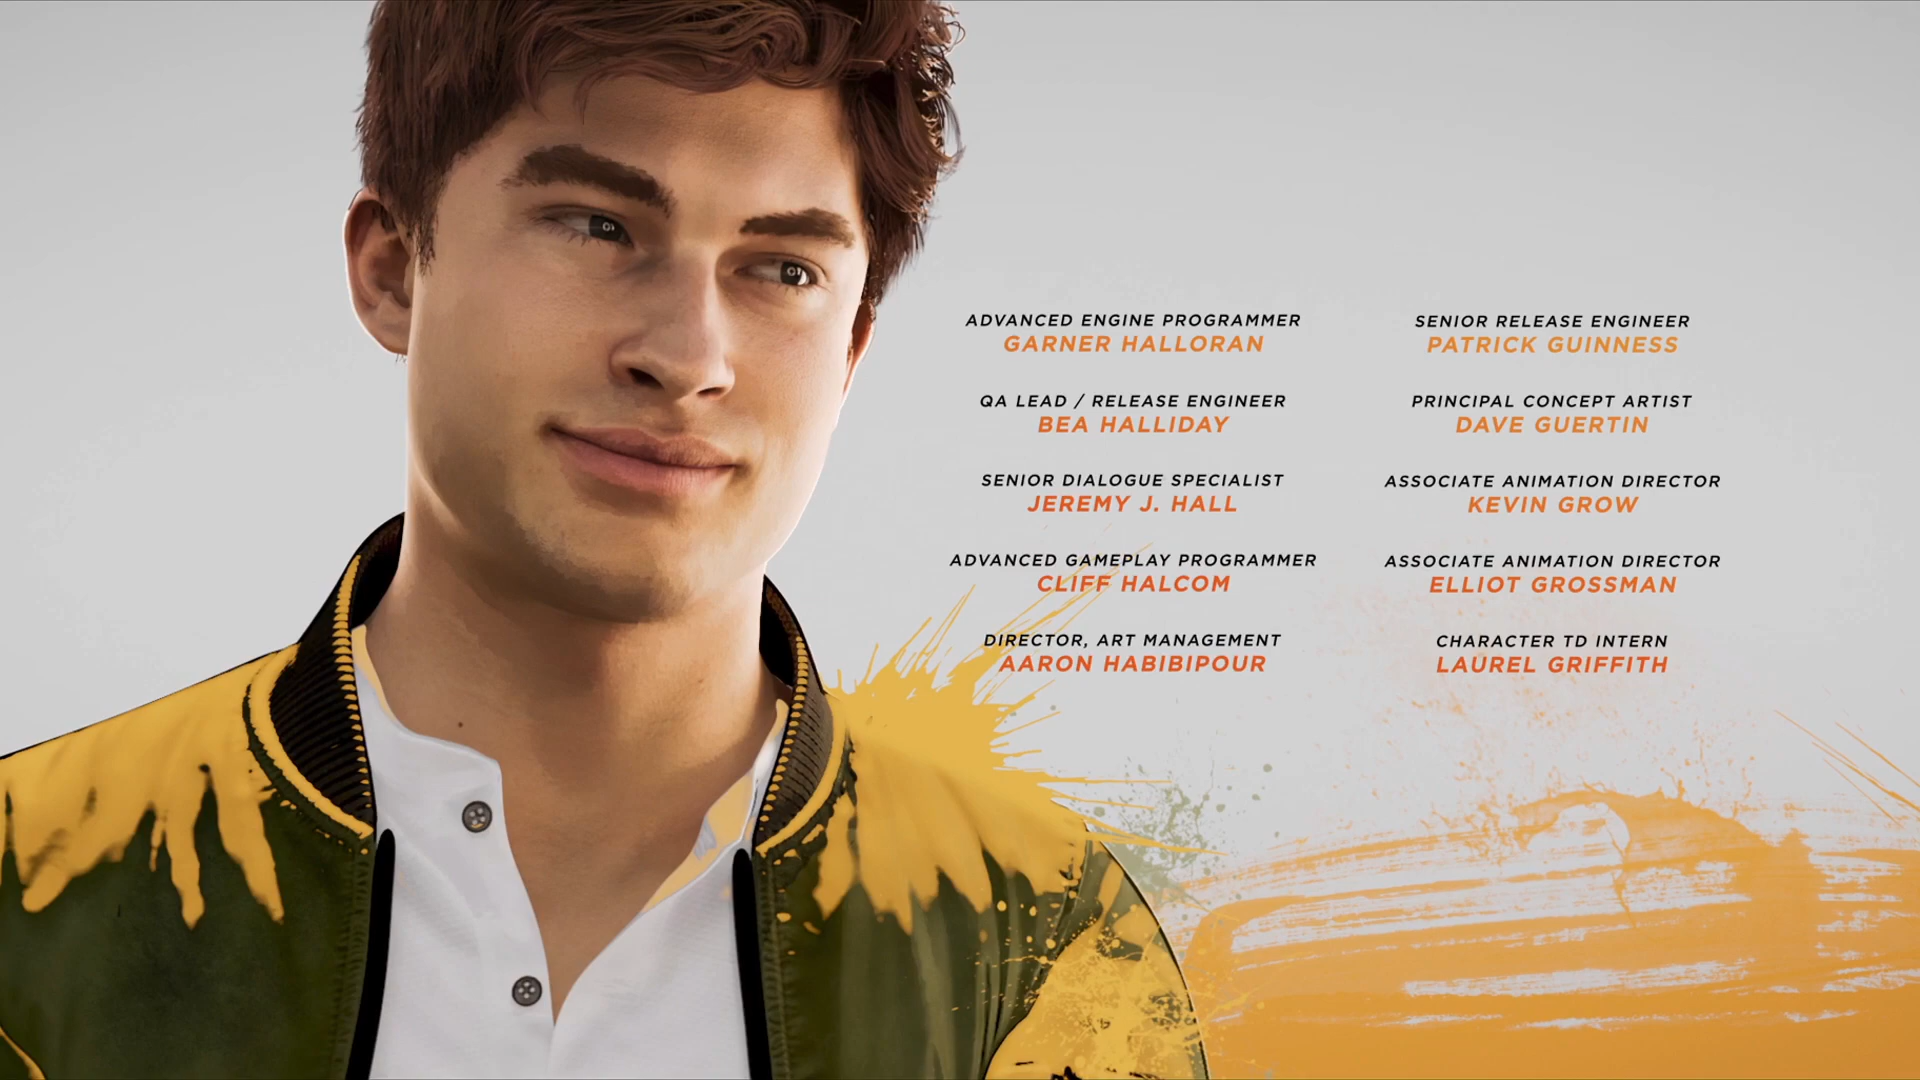 ADVANCED ENGINE PROGRAMMER
GARNER HALLORAN
QA LEAD / RELEASE ENGINEER
BEA HALLIDAY
SENIOR DIALOGUE SPECIALIST
JEREMY J. HALL
ADVANCED GAMEPLAY PROGRAMMER
CLIFF HALCOM
DIRECTOR, ART MANAGEMENT
AARON HABIBIPOUR
SENIOR RELEASE ENGINEER
PATRICK GUINNESS
PRINCIPAL CONCEPT ARTIST
DAVE GUERTIN
ASSOCIATE ANIMATION DIRECTOR
KEVIN GROW
ASSOCIATE ANIMATION DIRECTOR
ELLIOT GROSSMAN
CHARACTER TD INTERN
LAUREL GRIFFITH